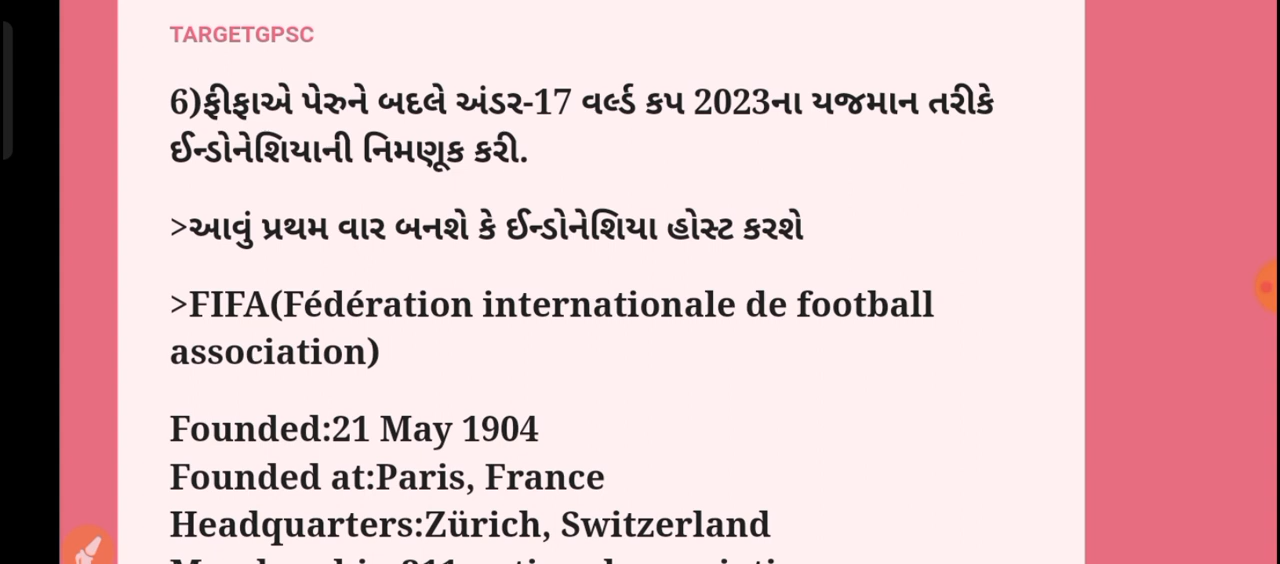 TARGETGPSC
6)ફીફાએ પેરુને બદલે અંડર-17 વર્લ્ડ કપ 2023ના યજમાન તરીકે
ઈન્ડોનેશિયાની નિમણૂક કરી.
>આવું પ્રથમ વાર બનશે કે ઈન્ડોનેશિયા હોસ્ટ કરશે
>FIFA(Fédération internationale de football
association)
Founded:21 May 1904
Founded at:Paris, France
Headquarters:Zürich, Switzerland